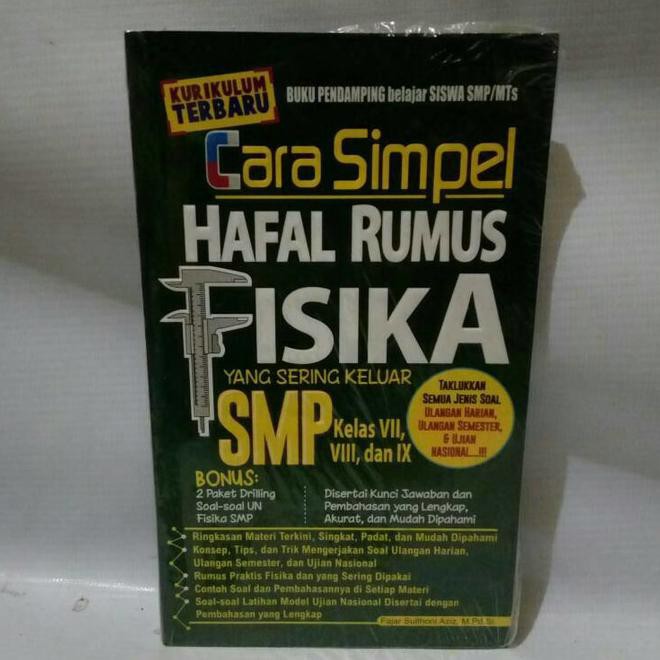 KURIKULUM
TERBARU
BUKU PENDAMPING belajar SISWA SMP/MTs
Cara Simpel
HAFAL RUMUS
FISIKA
YANG SERING KELUAR
SMP Kelas VII,
VIII, dan IX
TAKLUKKAN
SEMUA JENIS SOAL
ULANGAN HARIAN,
ULANGAN SEMESTER,
& UJIAN
NASIONAL...!!!
BONUS:
2 Paket Drilling
Soal-soal UN
Fisika SMP
Disertai Kunci Jawaban dan
Pembahasan yang Lengkap,
Akurat, dan Mudah Dipahami
Ringkasan Materi Terkini, Singkat, Padat, dan Mudah Dipahami
Konsep, Tips, dan Trik Mengerjakan Soal Ulangan Harian,
Ulangan Semester, dan Ujian Nasional
Rumus Praktis Fisika dan yang Sering Dipakai
Contoh Soal dan Pembahasannya di Setiap Materi
Soal-soal Latihan Model Ujian Nasional Disertai dengan
Pembahasan yang Lengkap
Fajar Sulthoni Aziz, M.Pd.Si.